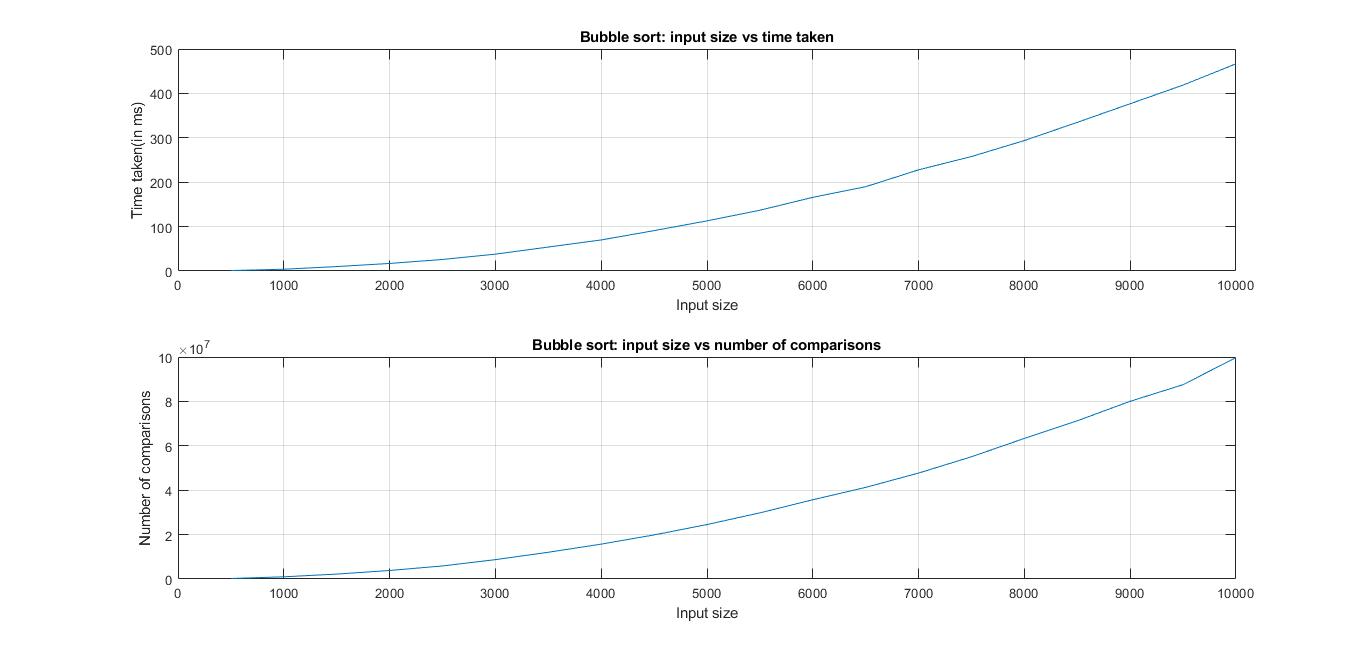 Bubble sort: input size vs time taken
500
400
300
200
100
0
Time taken(in ms)
0 1000 2000 3000 4000 5000 6000 7000 8000 9000 10000
Input size
Bubble sort: input size vs number of comparisons
×10⁷
10
8
6
4
2
0
Number of comparisons
0 1000 2000 3000 4000 5000 6000 7000 8000 9000 10000
Input size